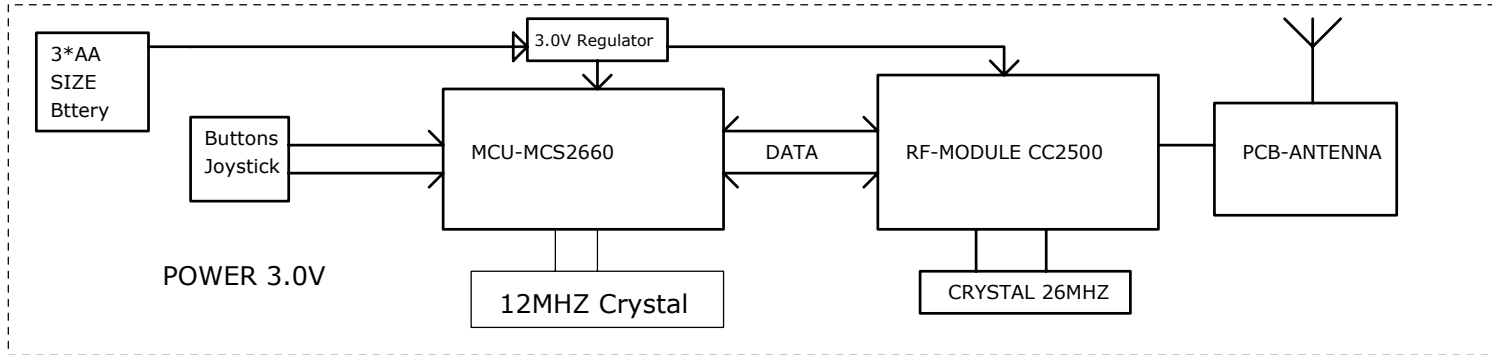 3*AA
SIZE
Bttery
3.0V Regulator
Buttons
Joystick
MCU-MCS2660
DATA
RF-MODULE CC2500
PCB-ANTENNA
POWER 3.0V
12MHZ Crystal
CRYSTAL 26MHZ